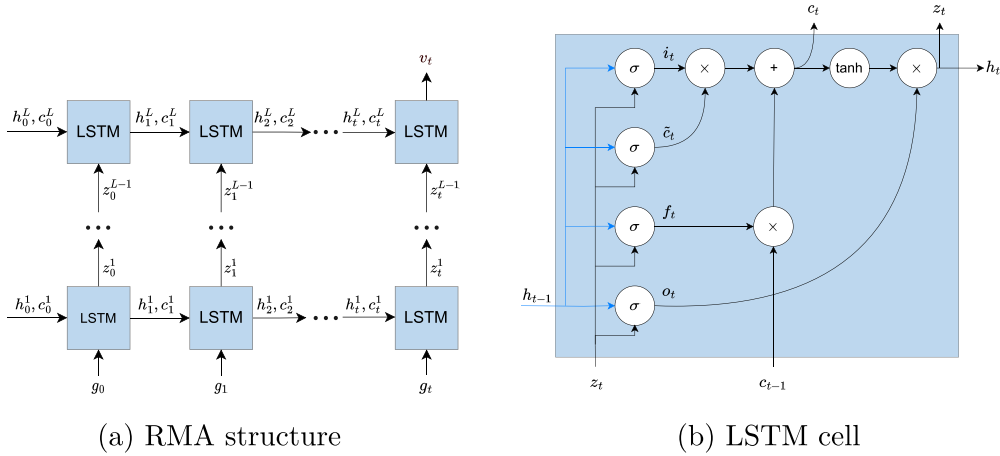 v_t
h_0^L, c_0^L LSTM h_1^L, c_1^L LSTM h_2^L, c_2^L ... h_t^L, c_t^L LSTM
z_0^{L-1} z_1^{L-1} z_t^{L-1}
... ... ...
z_0^1 z_1^1 z_t^1
h_0^1, c_0^1 LSTM h_1^1, c_1^1 LSTM h_2^1, c_2^1 ... h_t^1, c_t^1 LSTM
g_0 g_1 g_t
(a) RMA structure
c_t z_t
σ i_t × + tanh × h_t
σ c̃_t
σ f_t ×
h_{t-1} σ o_t
z_t c_{t-1}
(b) LSTM cell